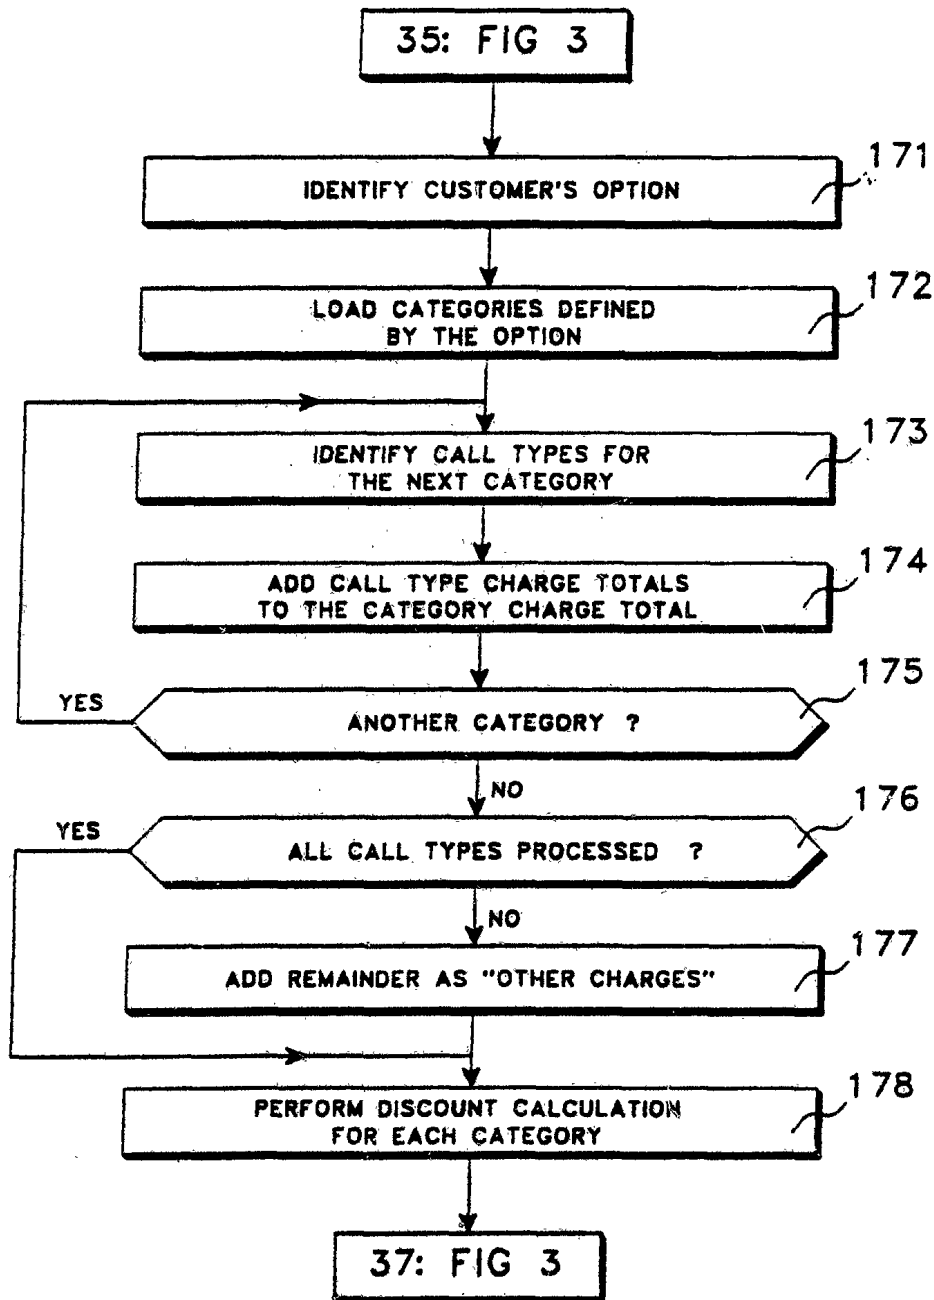 35: FIG 3
171
IDENTIFY CUSTOMER'S OPTION
172
LOAD CATEGORIES DEFINED
BY THE OPTION
173
IDENTIFY CALL TYPES FOR
THE NEXT CATEGORY
174
ADD CALL TYPE CHARGE TOTALS
TO THE CATEGORY CHARGE TOTAL
175
YES
ANOTHER CATEGORY ?
NO
176
YES
ALL CALL TYPES PROCESSED ?
NO
177
ADD REMAINDER AS "OTHER CHARGES"
178
PERFORM DISCOUNT CALCULATION
FOR EACH CATEGORY
37: FIG 3